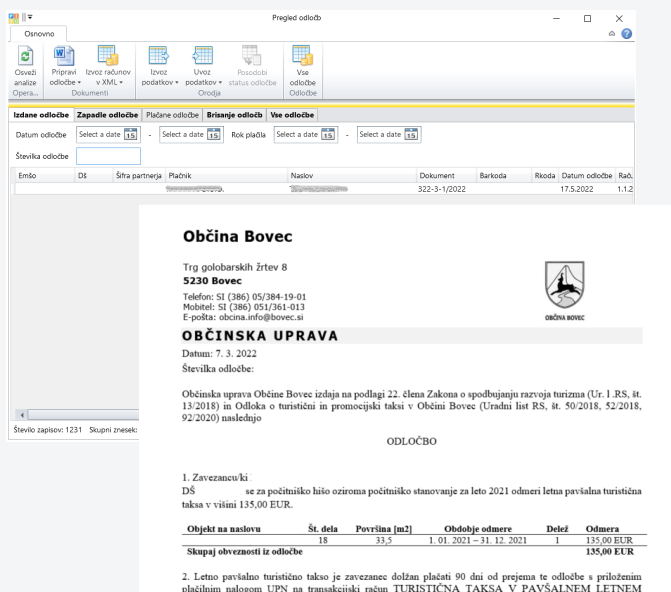 Pregled odločb
Osnovno
Osveži analize
Pripravi odločbe
Izvoz računov v XML
Izvoz podatkov
Uvoz podatkov
Posodobi status odločbe
Vse odločbe
Opera... Dokumenti Orodja Odločbe
Izdane odločbe Zapadle odločbe Plačane odločbe Brisanje odločb Vse odločbe
Datum odločbe Select a date 15 - Select a date 15 Rok plačila Select a date 15 - Select a date 15
Številka odločbe
Emšo Dš Šifra partnerja Plačnik Naslov Dokument Barkoda Rkoda Datum odločbe Rač.
322-3-1/2022 17.5.2022 1.1.2
Število zapisov: 1231 Skupni znesek:
Občina Bovec
Trg golobarskih žrtev 8
5230 Bovec
Telefon: SI (386) 05/384-19-01
Mobitel: SI (386) 051/361-013
E-pošta: obcina.info@bovec.si
OBČINA BOVEC
OBČINSKA UPRAVA
Datum: 7. 3. 2022
Številka odločbe:
Občinska uprava Občine Bovec izdaja na podlagi 22. člena Zakona o spodbujanju razvoja turizma (Ur. l .RS, št.
13/2018) in Odloka o turistični in promocijski taksi v Občini Bovec (Uradni list RS, št. 50/2018, 52/2018,
92/2020) naslednjo
ODLOČBO
1. Zavezancu/ki
DŠ se za počitniško hišo oziroma počitniško stanovanje za leto 2021 odmeri letna pavšalna turistična
taksa v višini 135,00 EUR.
Objekt na naslovu Št. dela Površina [m2] Obdobje odmere Delež Odmera
18 33,5 1. 01. 2021 – 31. 12. 2021 1 135,00 EUR
Skupaj obveznosti iz odločbe 135,00 EUR
2. Letno pavšalno turistično takso je zavezanec dolžan plačati 90 dni od prejema te odločbe s priloženim
plačilnim nalogom UPN na transakcijski račun TURISTIČNA TAKSA V PAVŠALNEM LETNEM